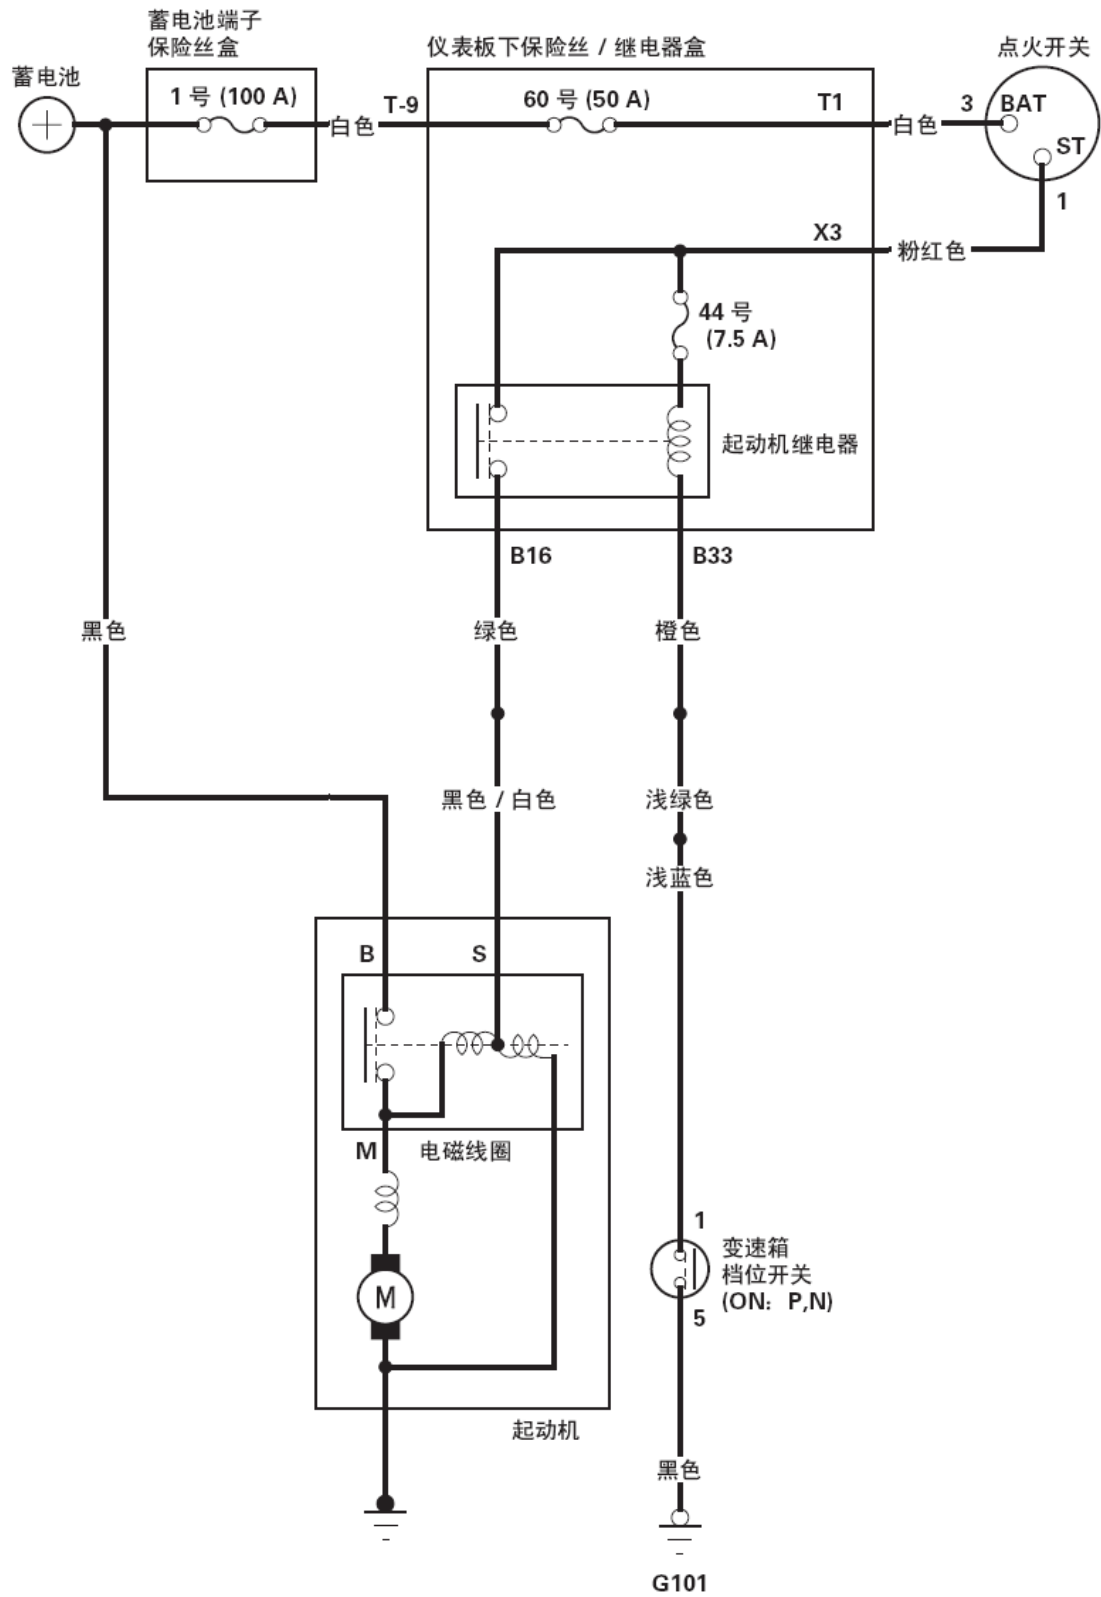 蓄电池端子
保险丝盒
仪表板下保险丝 / 继电器盒
点火开关
蓄电池
1 号 (100 A)
T-9
60 号 (50 A)
T1
3
BAT
白色
白色
ST
1
X3
粉红色
44 号
(7.5 A)
起动机继电器
B16
B33
黑色
绿色
橙色
黑色 / 白色
浅绿色
浅蓝色
B
S
M
电磁线圈
1
变速箱
档位开关
(ON: P,N)
5
M
起动机
黑色
G101